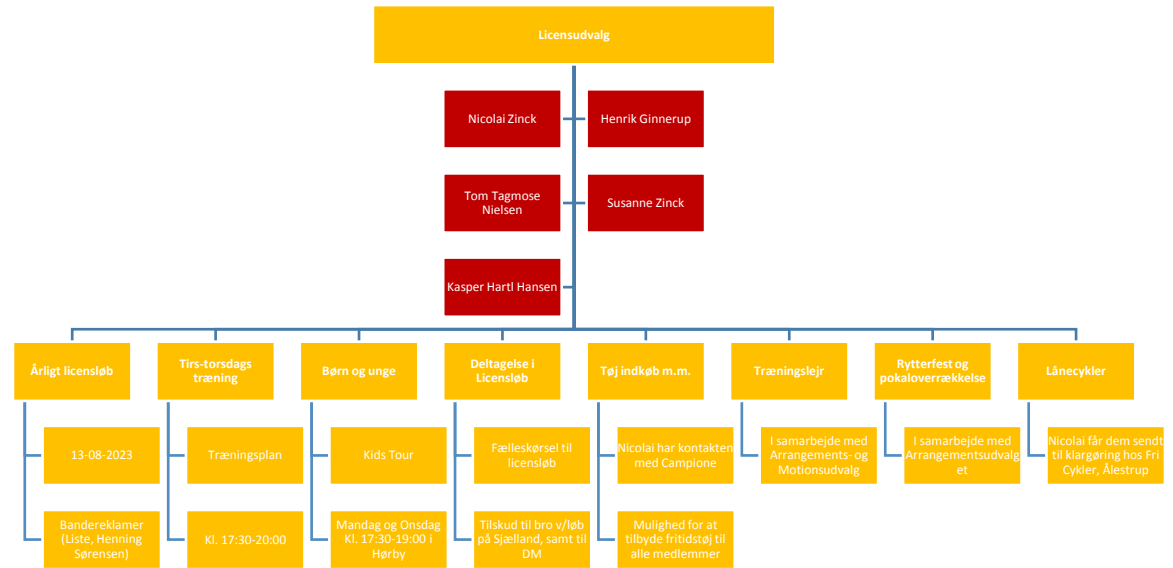 Licensudvalg
Nicolai Zinck
Henrik Ginnerup
Tom Tagmose
Nielsen
Susanne Zinck
Kasper Hartl Hansen
Årligt licensløb
Tirs-torsdags
træning
Børn og unge
Deltagelse i
Licensløb
Tøj indkøb m.m.
Træningslejr
Rytterfest og
pokaloverrækkelse
Lånecykler
13-08-2023
Træningsplan
Kids Tour
Fælleskørsel til
licensløb
Nicolai har kontakten
med Campione
I samarbejde med
Arrangements- og
Motionsudvalg
I samarbejde med
Arrangementsudvalg
et
Nicolai får dem sendt
til klargøring hos Fri
Cykler, Ålestrup
Bandereklamer
(Liste, Henning
Sørensen)
Kl. 17:30-20:00
Mandag og Onsdag
Kl. 17:30-19:00 i
Hørby
Tilskud til bro v/løb
på Sjælland, samt til
DM
Mulighed for at
tilbyde fritidstøj til
alle medlemmer